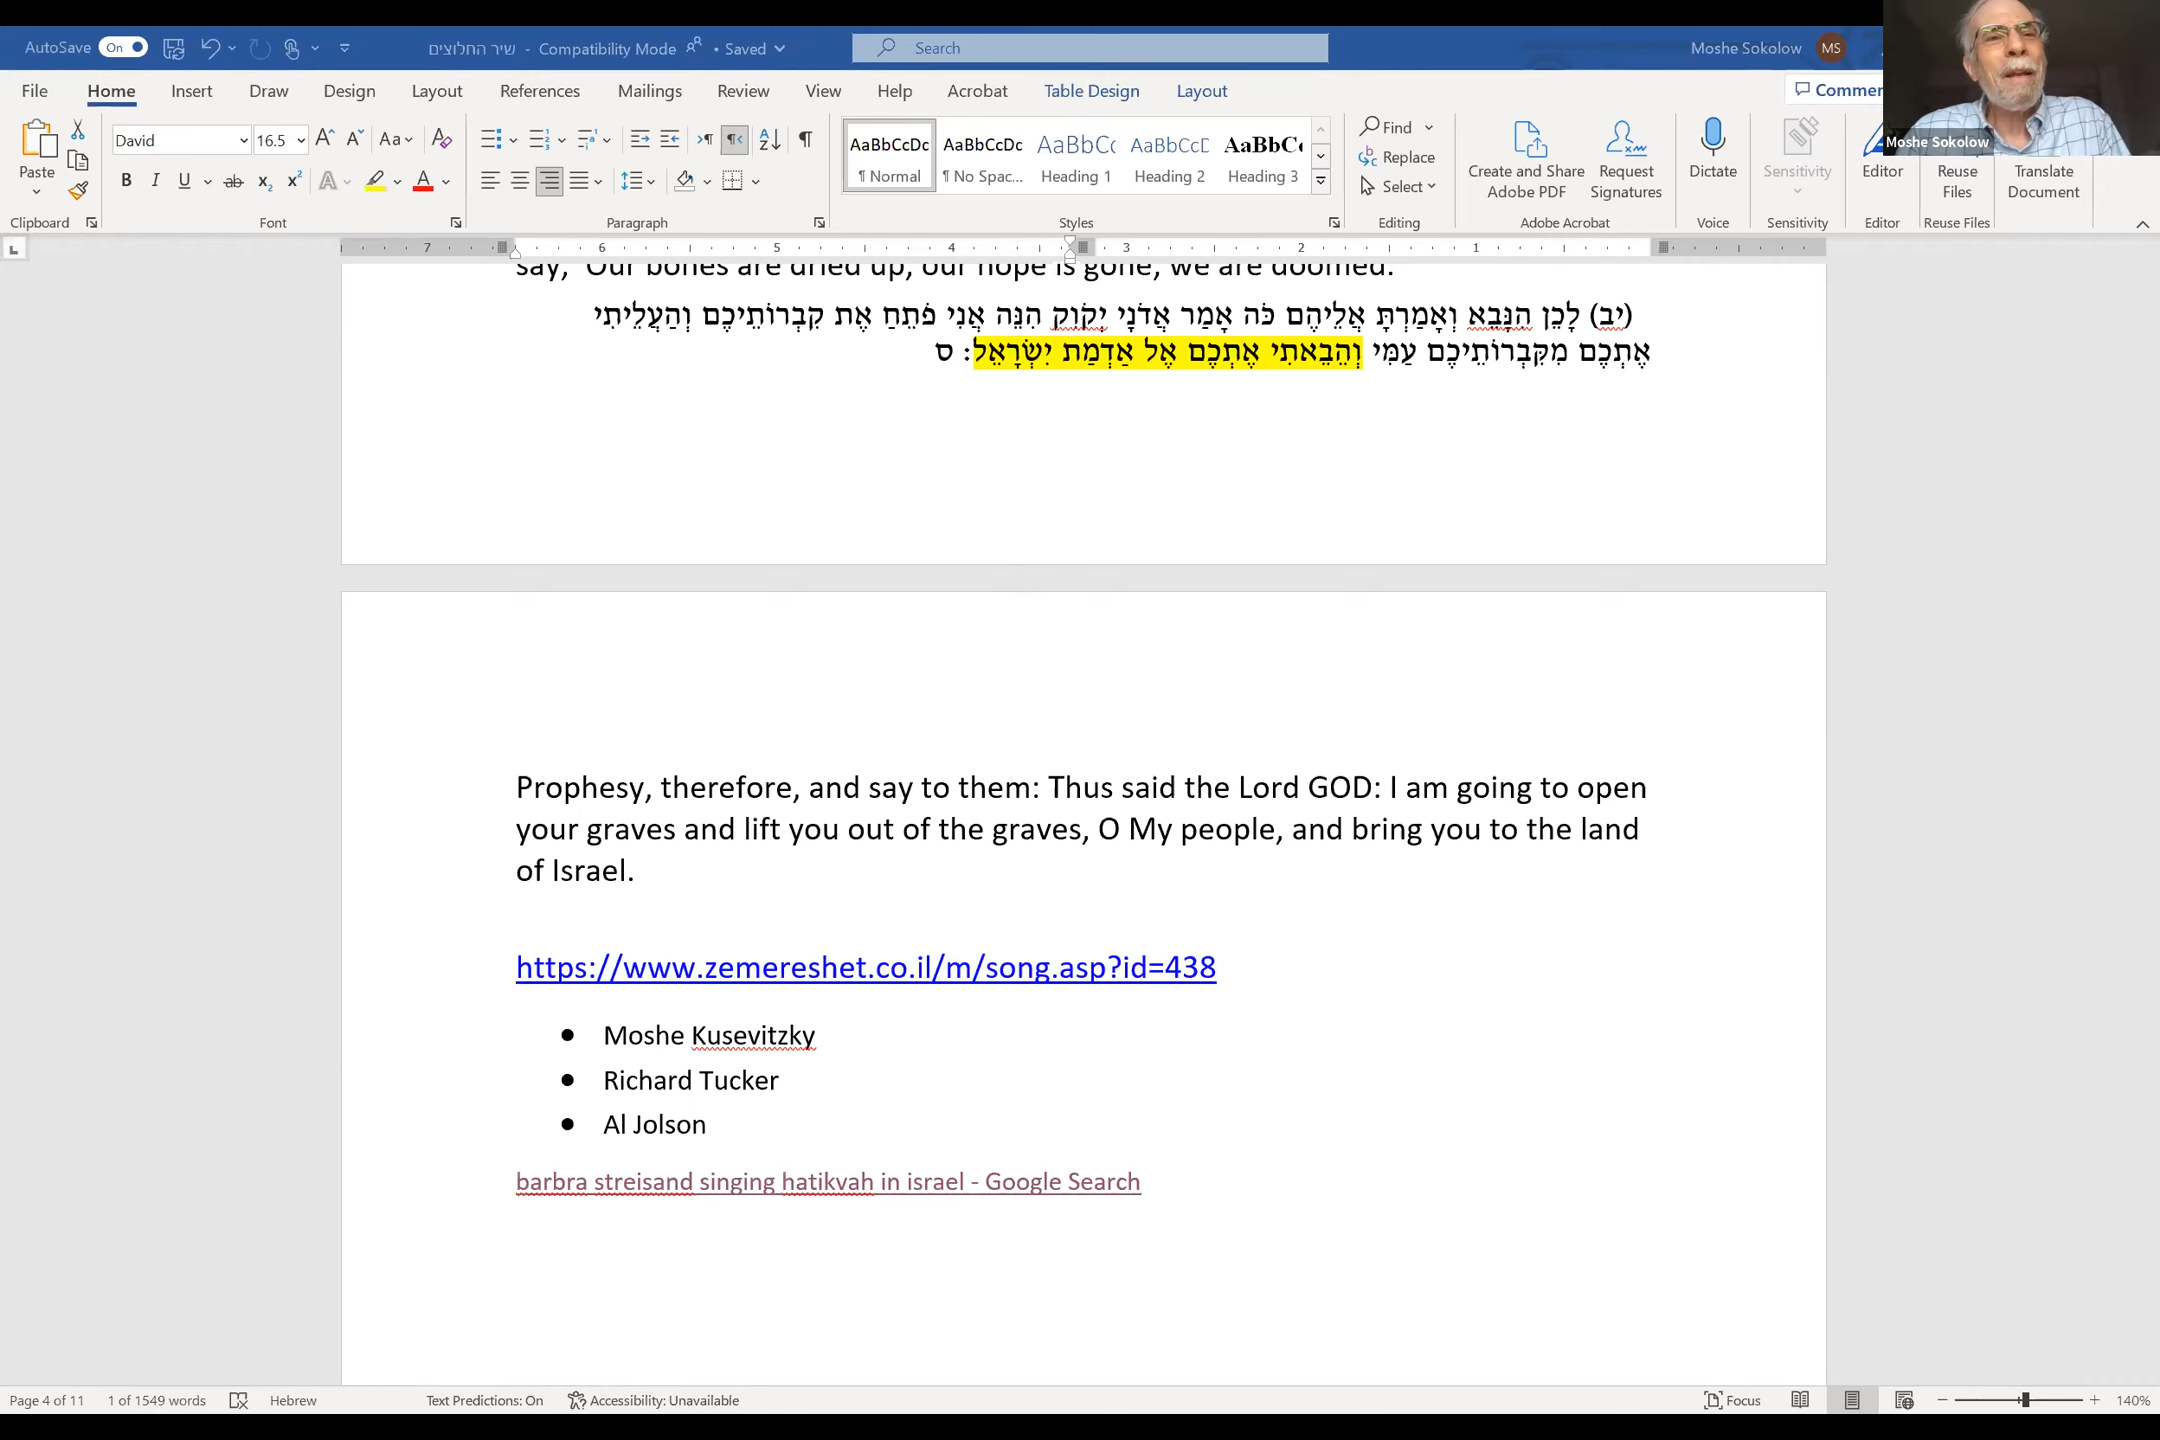 AutoSave On שיר החלוצים - Compatibility Mode Saved Search Moshe Sokolow MS
File Home Insert Draw Design Layout References Mailings Review View Help Acrobat Table Design Layout
Moshe Sokolow
Paste David 16.5 Aa
AaBbCcDc AaBbCcDc AaBbCc AaBbCcD AaBbCc
¶ Normal ¶ No Spac... Heading 1 Heading 2 Heading 3
Find
Replace
Select
Create and Share Adobe PDF
Request Signatures
Dictate Sensitivity Editor
Reuse Files
Translate Document
Clipboard Font Paragraph Styles Editing Adobe Acrobat Voice Sensitivity Editor Reuse Files
7 6 5 4 3 2 1
say, "Our bones are dried up, our hope is gone; we are doomed."
(יב) לָכֵן הִנָּבֵא וְאָמַרְתָּ אֲלֵיהֶם כֹּה אָמַר אֲדֹנָי יְקֹוִק הִנֵּה אֲנִי פֹתֵחַ אֶת קִבְרוֹתֵיכֶם וְהַעֲלֵיתִי
אֶתְכֶם מִקִּבְרוֹתֵיכֶם עַמִּי וְהֵבֵאתִי אֶתְכֶם אֶל אַדְמַת יִשְׂרָאֵל: ס
Prophesy, therefore, and say to them: Thus said the Lord GOD: I am going to open
your graves and lift you out of the graves, O My people, and bring you to the land
of Israel.
https://www.zemereshet.co.il/m/song.asp?id=438
● Moshe Kusevitzky
● Richard Tucker
● Al Jolson
barbra streisand singing hatikvah in israel - Google Search
Page 4 of 11 1 of 1549 words Hebrew Text Predictions: On Accessibility: Unavailable Focus 140%